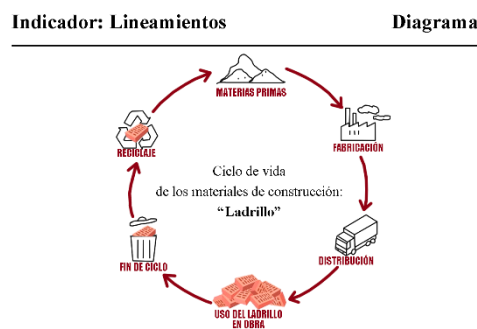 Indicador: Lineamientos Diagrama
MATERIAS PRIMAS
RECICLAJE
FABRICACIÓN
Ciclo de vida
de los materiales de construcción:
“Ladrillo”
DISTRIBUCIÓN
FIN DE CICLO
USO DEL LADRILLO
EN OBRA